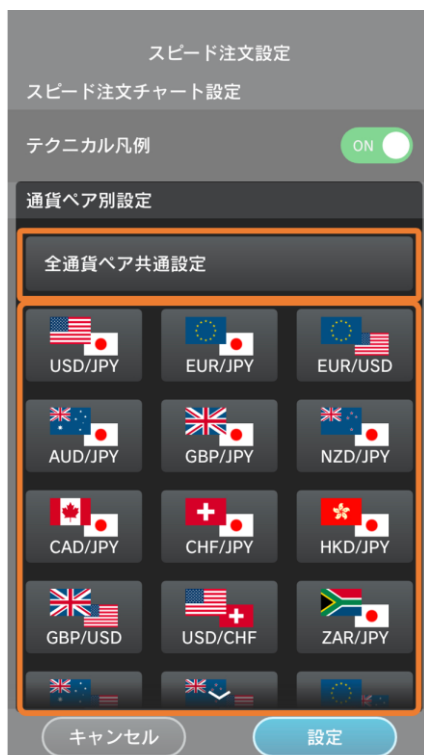 スピード注文設定
スピード注文チャート設定
テクニカル凡例 ON
通貨ペア別設定
全通貨ペア共通設定
USD/JPY EUR/JPY EUR/USD
AUD/JPY GBP/JPY NZD/JPY
CAD/JPY CHF/JPY HKD/JPY
GBP/USD USD/CHF ZAR/JPY
キャンセル 設定